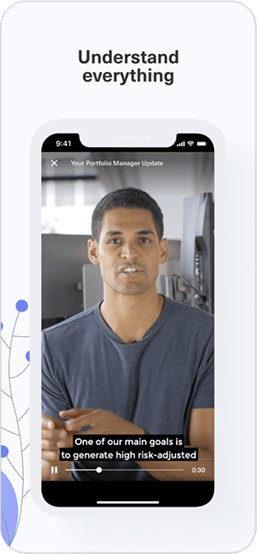 Understand
everything
9:41
Your Portfolio Manager Update
One of our main goals is
to generate high risk-adjusted
0:30